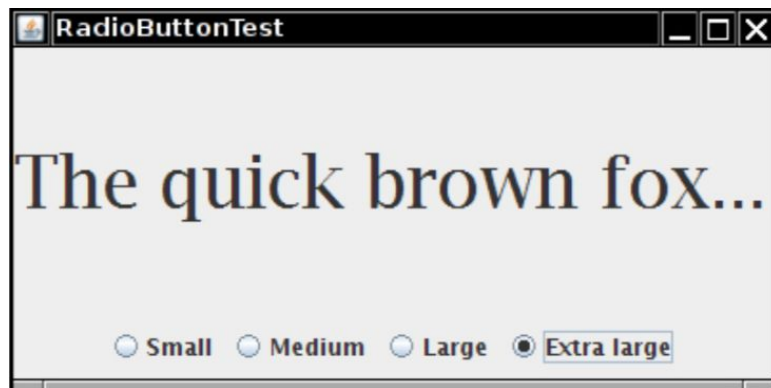 RadioButtonTest
The quick brown fox...
Small Medium Large Extra large